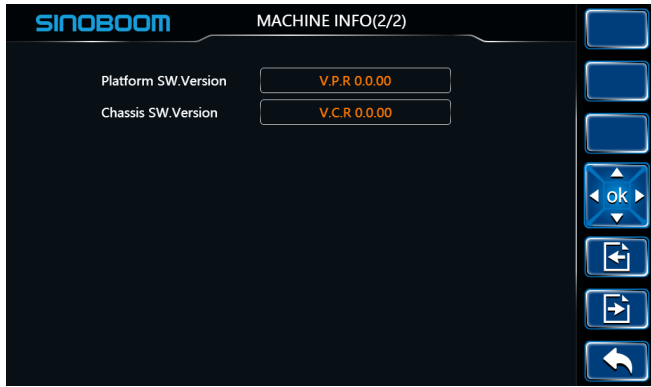 SINOBOOM
MACHINE INFO(2/2)
Platform SW.Version
V.P.R 0.0.00
Chassis SW.Version
V.C.R 0.0.00
ok